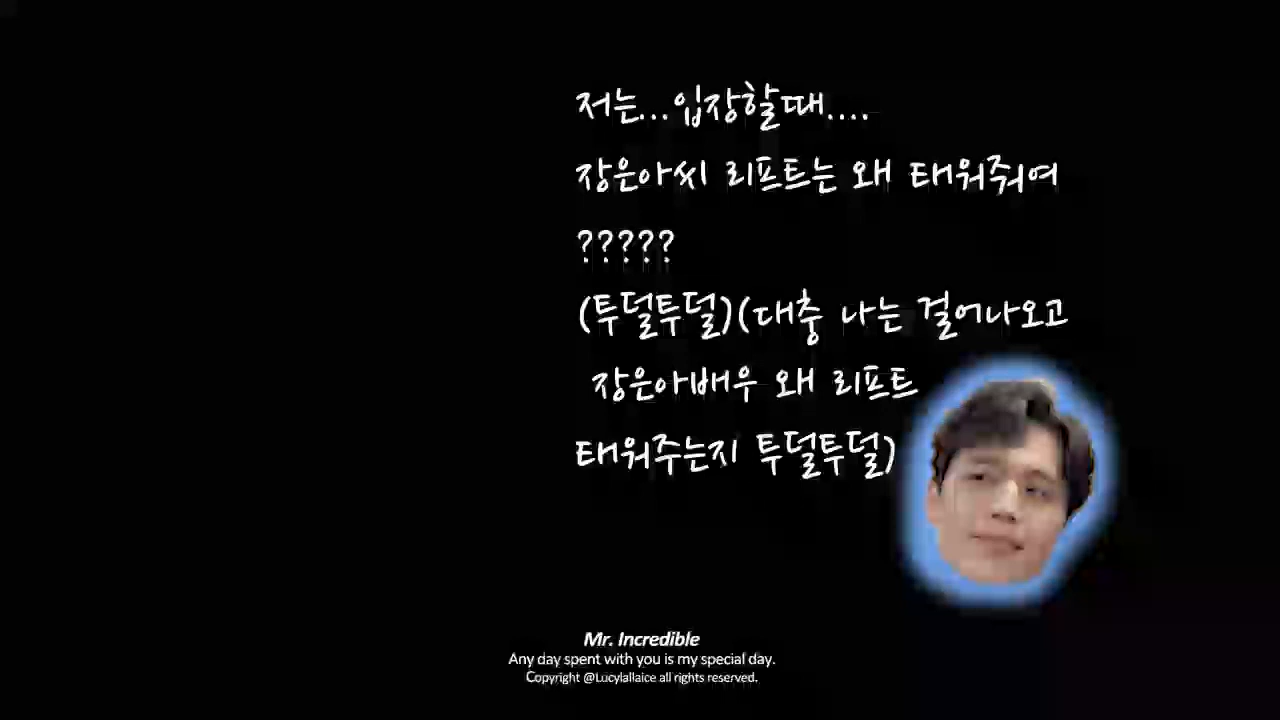 저는...입장할때....
장은아씨 리프트는 왜 태워줘여
?????
(투덜투덜)(대충 나는 걸어나오고
장은아배우 왜 리프트
태워주는지 투덜투덜)
Mr. Incredible
Any day spent with you is my special day.
Copyright @Lucylallaice all rights reserved.